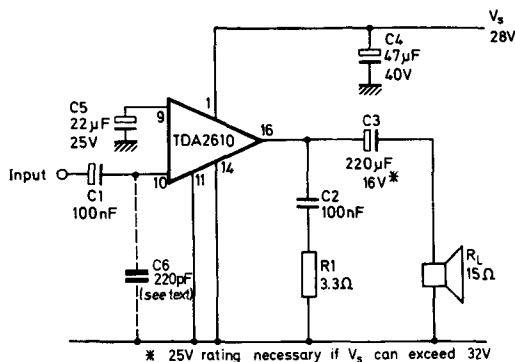 Vs
28V
C4
47µF
40V
C5
22µF
25V
9
1
TDA2610
16
C3
220µF
16V*
Input
C1
100nF
10
11
14
C2
100nF
C6
220pF
(see text)
R1
3.3Ω
RL
15Ω
* 25V rating necessary if Vs can exceed 32V